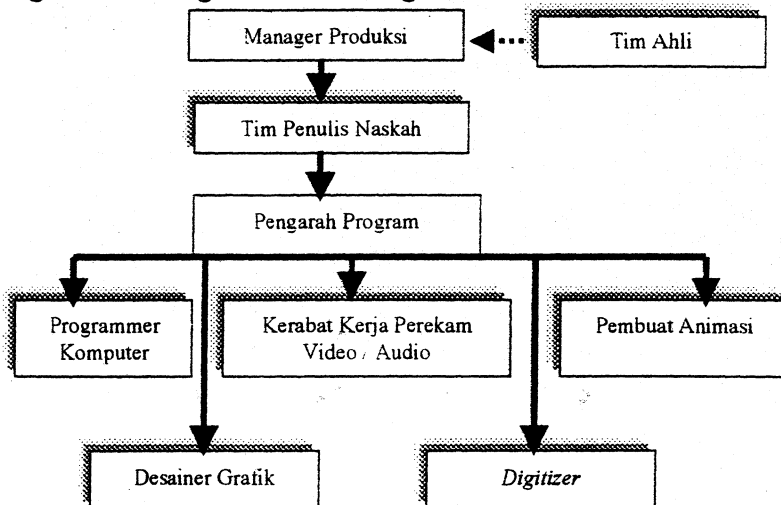 Manager Produksi
Tim Ahli
Tim Penulis Naskah
Pengarah Program
Programmer
Komputer
Kerabat Kerja Perekam
Video / Audio
Pembuat Animasi
Desainer Grafik
Digitizer